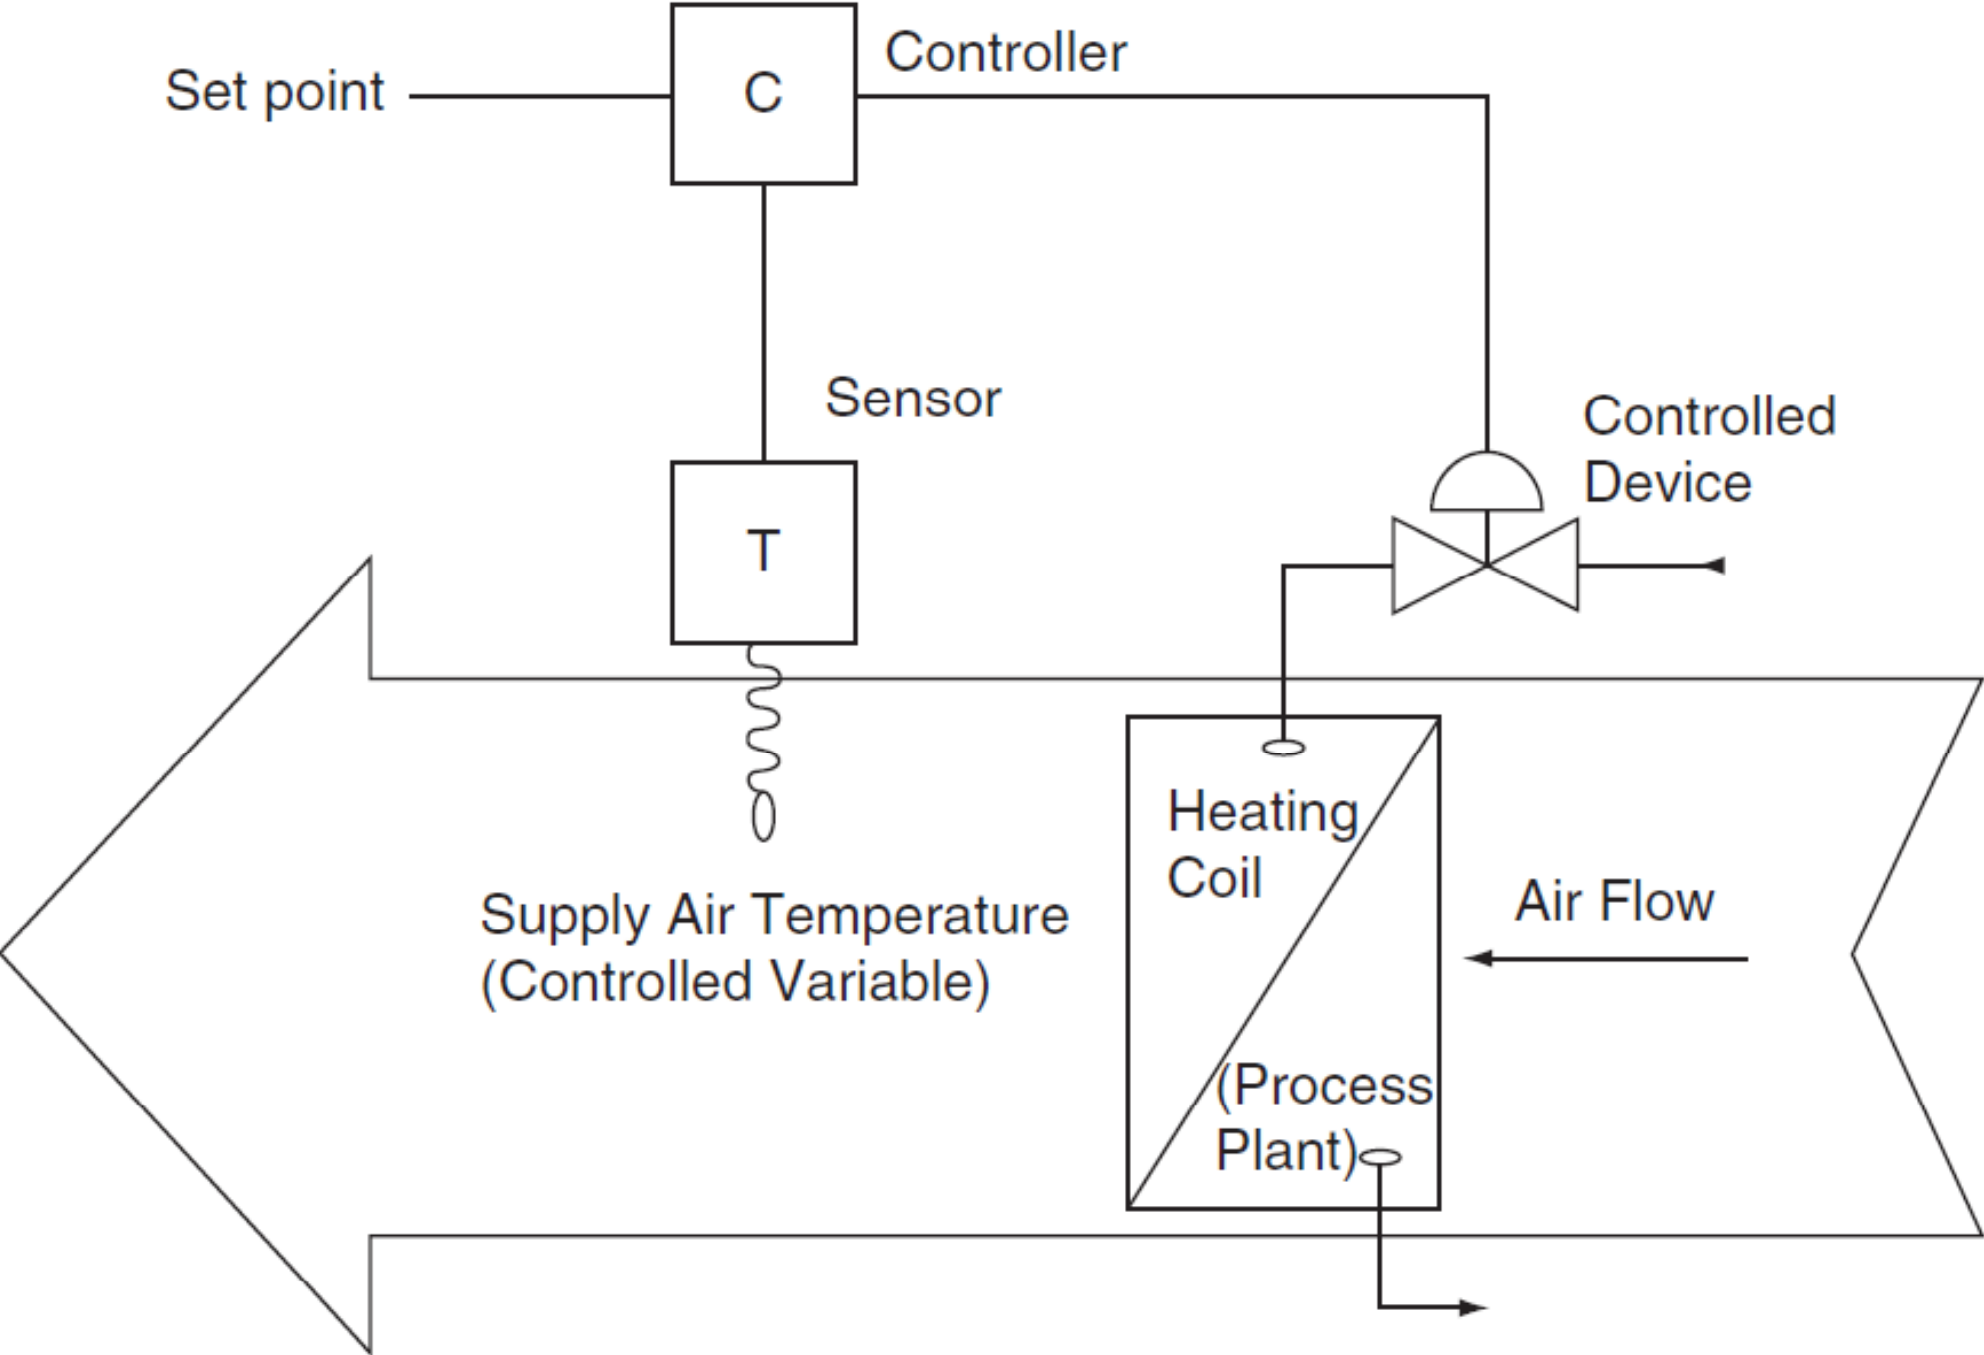 Controller
Set point
C
Sensor
Controlled
Device
T
Heating
Coil
Air Flow
Supply Air Temperature
(Controlled Variable)
(Process
Plant)